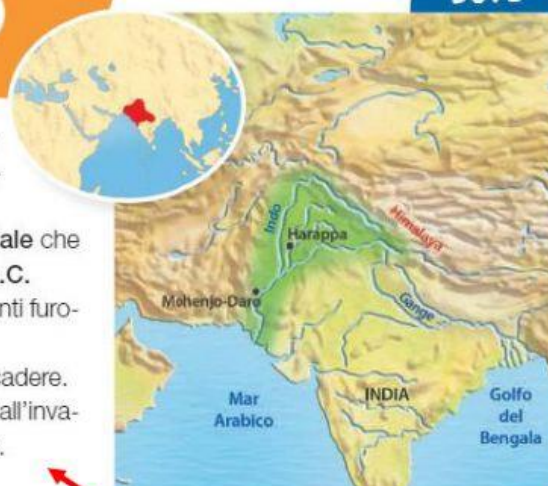 ale che
.C.
nti furo-
adere.
all'inva-
Indo
Harappa
Himalaya
Mohenjo-Daro
Gange
Mar
Arabico
INDIA
Golfo
del
Bengala